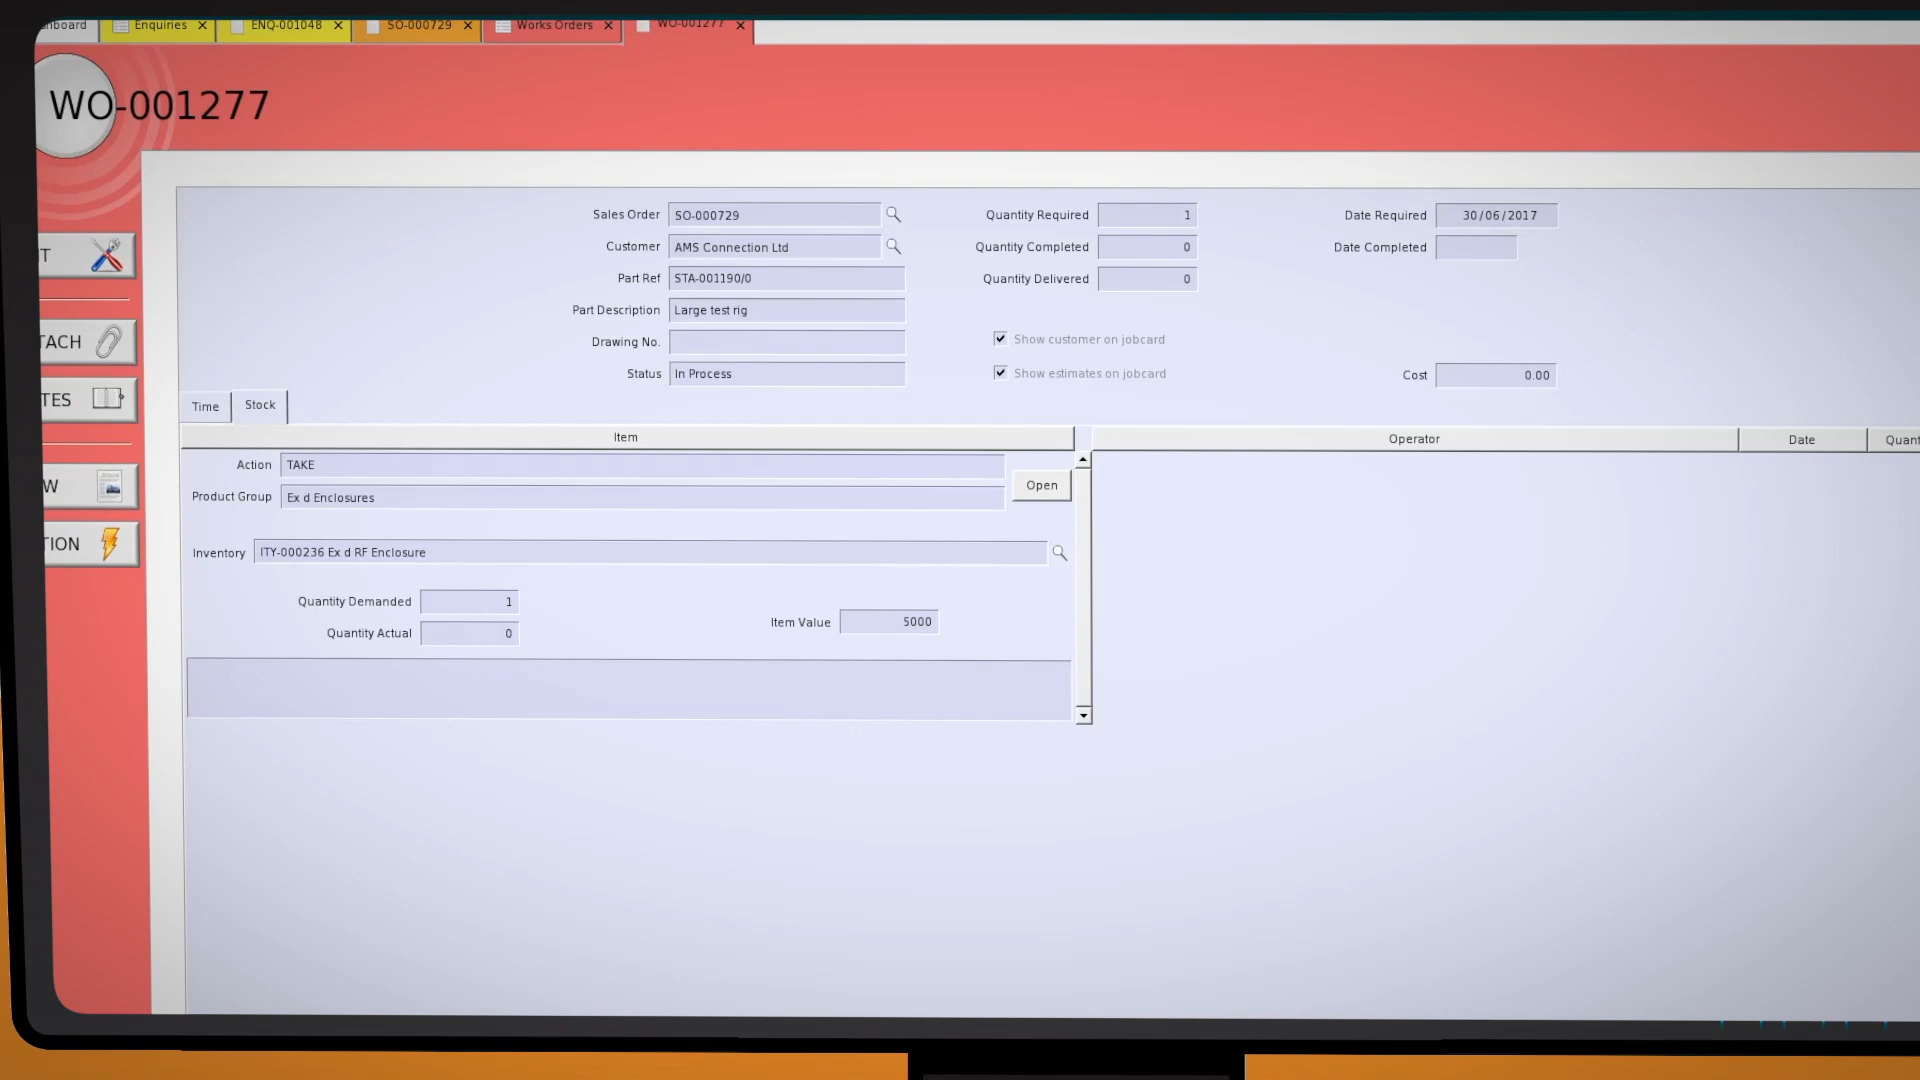 nboard Enquiries ENQ-001048 SO-000729 Works Orders WO-001277
WO-001277
Sales Order SO-000729 Quantity Required 1 Date Required 30/06/2017
Customer AMS Connection Ltd Quantity Completed 0 Date Completed
Part Ref STA-001190/0 Quantity Delivered 0
Part Description Large test rig
Drawing No. Show customer on jobcard
Status In Process Show estimates on jobcard Cost 0.00
T
TACH
TES
W
TION
Time Stock
Item Operator Date Quant
Action TAKE
Open
Product Group Ex d Enclosures
Inventory ITY-000236 Ex d RF Enclosure
Quantity Demanded 1
Item Value 5000
Quantity Actual 0